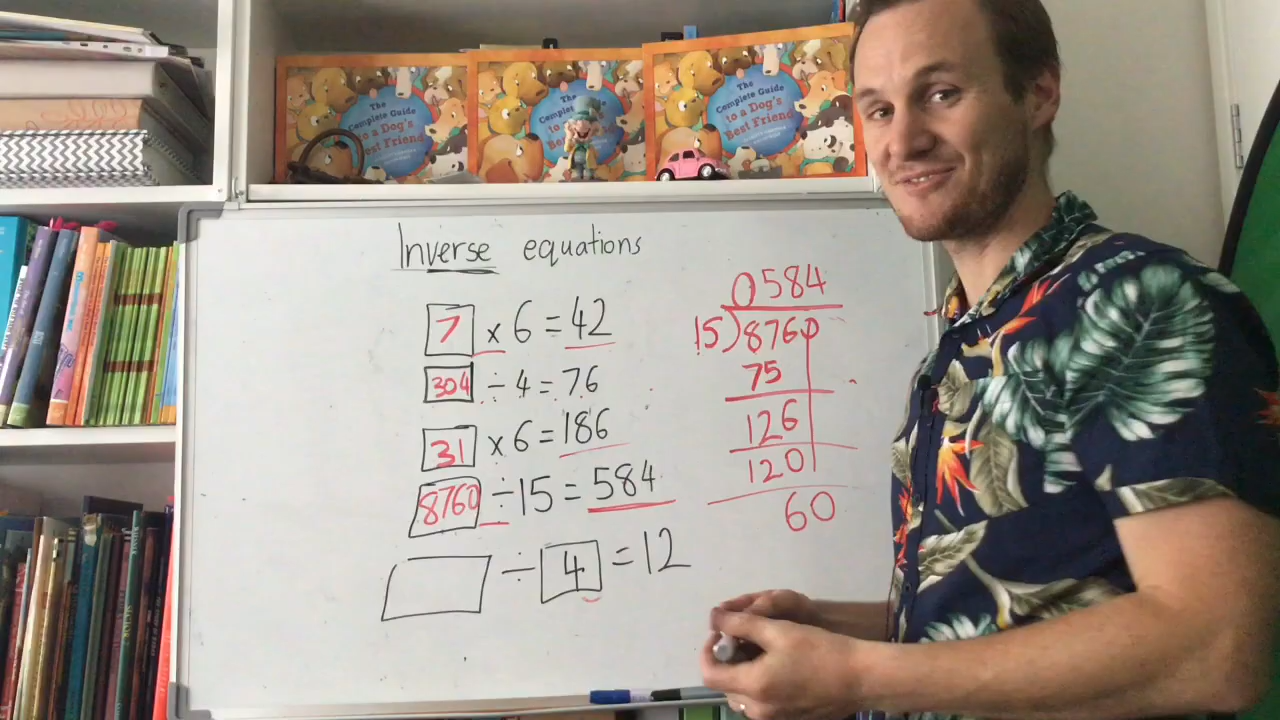 The Complete Guide to a Dog's Best Friend
The Complete Guide to a Dog's Best Friend
The Complete Guide to a Dog's Best Friend
Inverse equations
7 × 6 = 42
304 ÷ 4 = 76
31 × 6 = 186
8760 ÷ 15 = 584
÷ 4 = 12
0584
15)8760
75
126
120
60